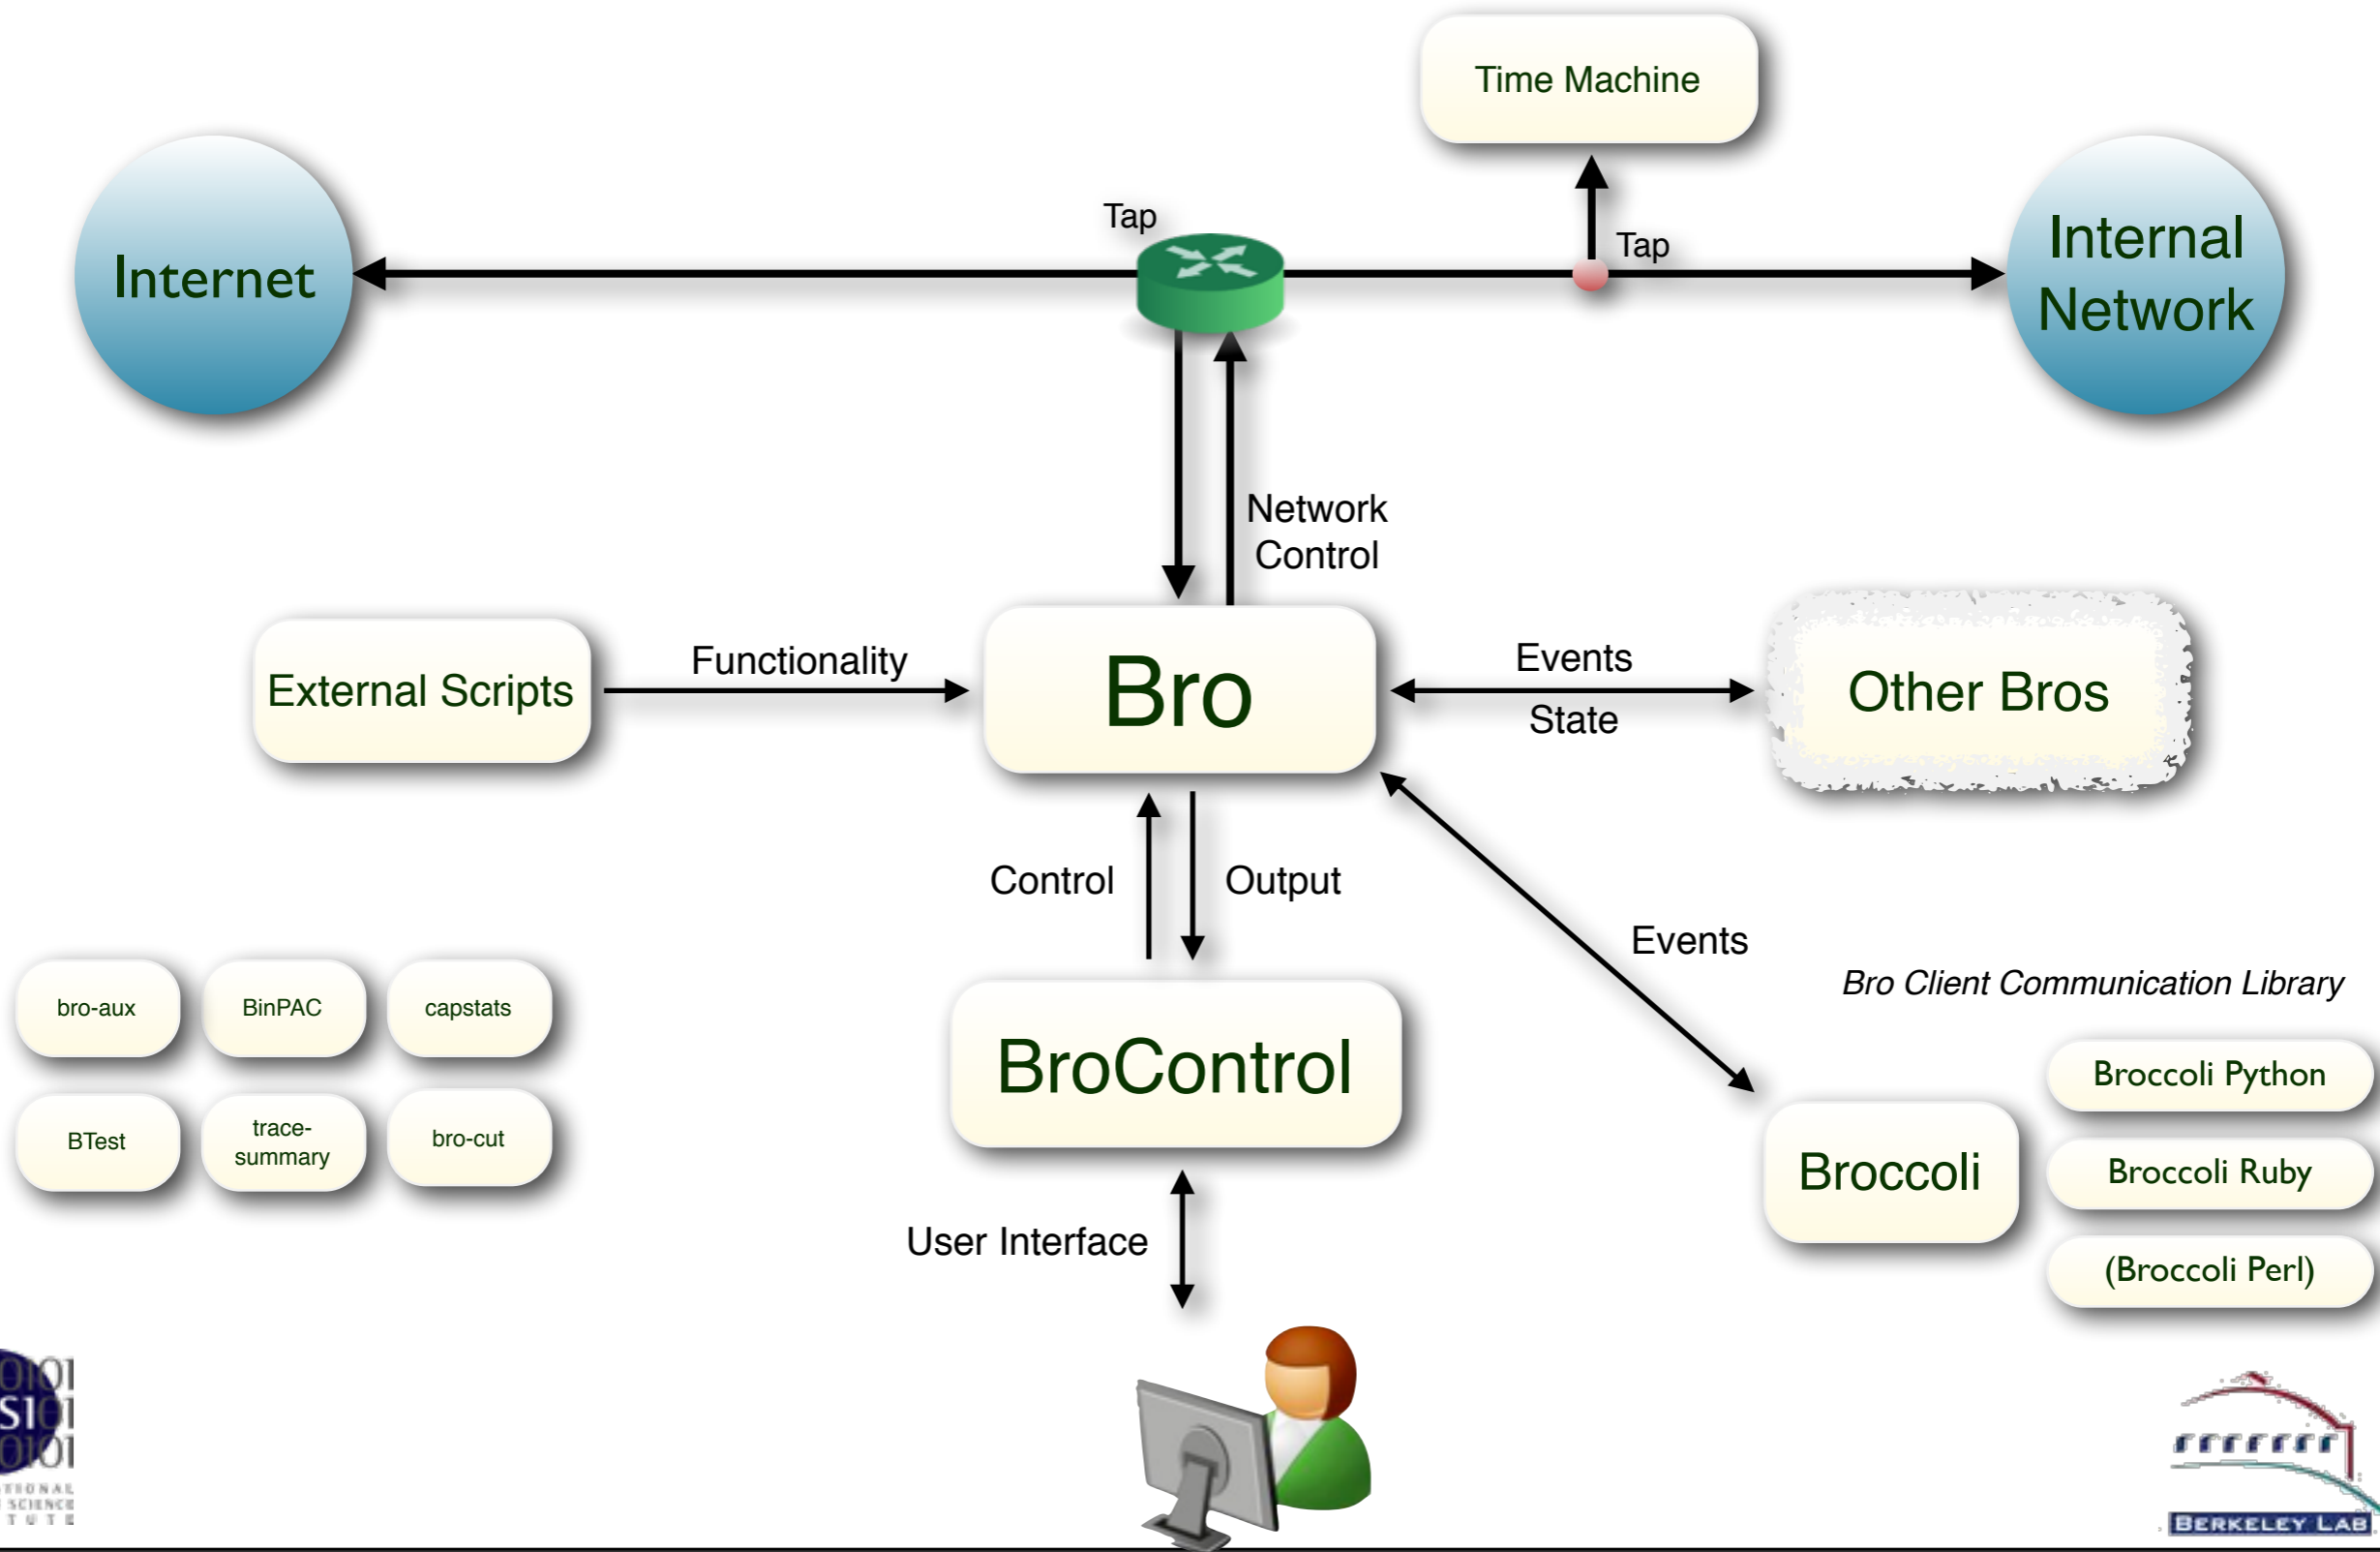 Time Machine
Tap
Tap
Internet
Internal
Network
Network
Control
External Scripts
Functionality
Bro
Events
State
Other Bros
Control
Output
Events
Bro Client Communication Library
bro-aux
BinPAC
capstats
BTest
trace-
summary
bro-cut
BroControl
Broccoli
Broccoli Python
Broccoli Ruby
(Broccoli Perl)
User Interface
BERKELEY LAB